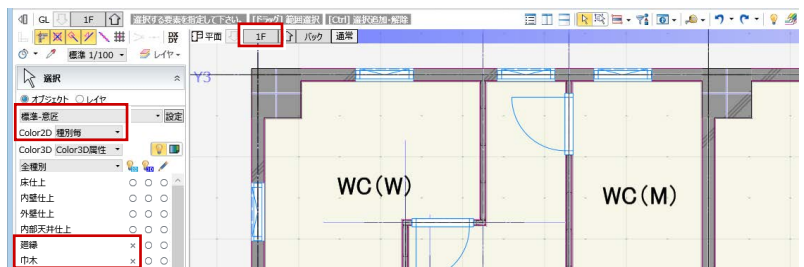 GL 1F 選択する要素を指定して下さい。 [ドラッグ] 範囲選択 [Ctrl] 選択追加・解除
平面 1F バック 通常
標準 1/100 レイヤ
選択
オブジェクト レイヤ
標準-意匠 設定
Color2D 種別毎
Color3D Color3D属性
全種別
床仕上
内壁仕上
外壁仕上
内部天井仕上
廻縁 ×
巾木 ×
Y3
WC(W)
WC(M)